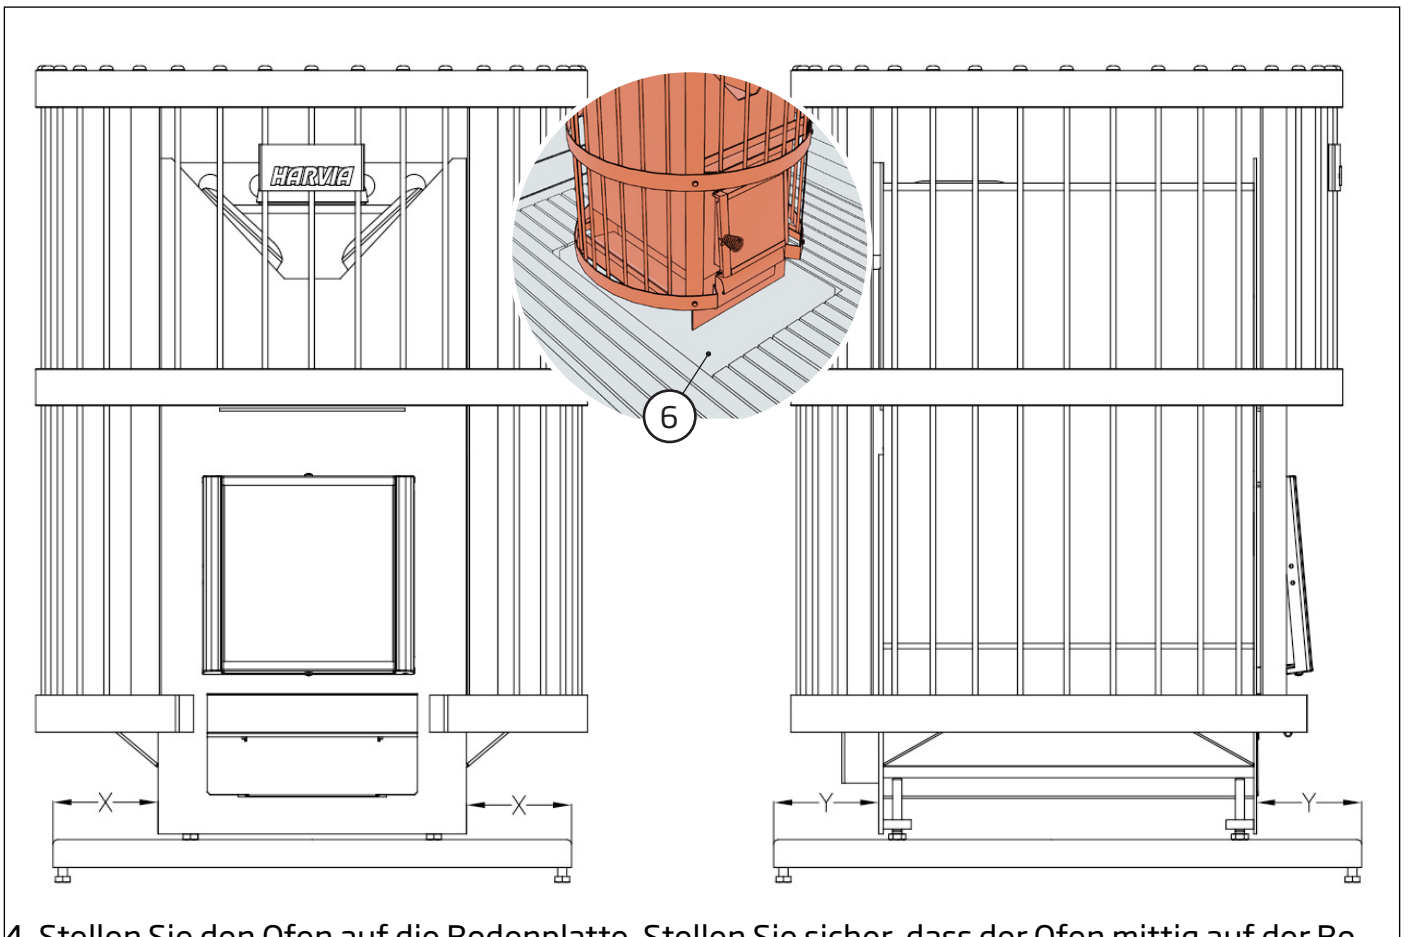 HARVIA
6
X X Y Y
4. Stellen Sie den Ofen auf die Bodenplatte. Stellen Sie sicher, dass der Ofen mittig auf der Bo-